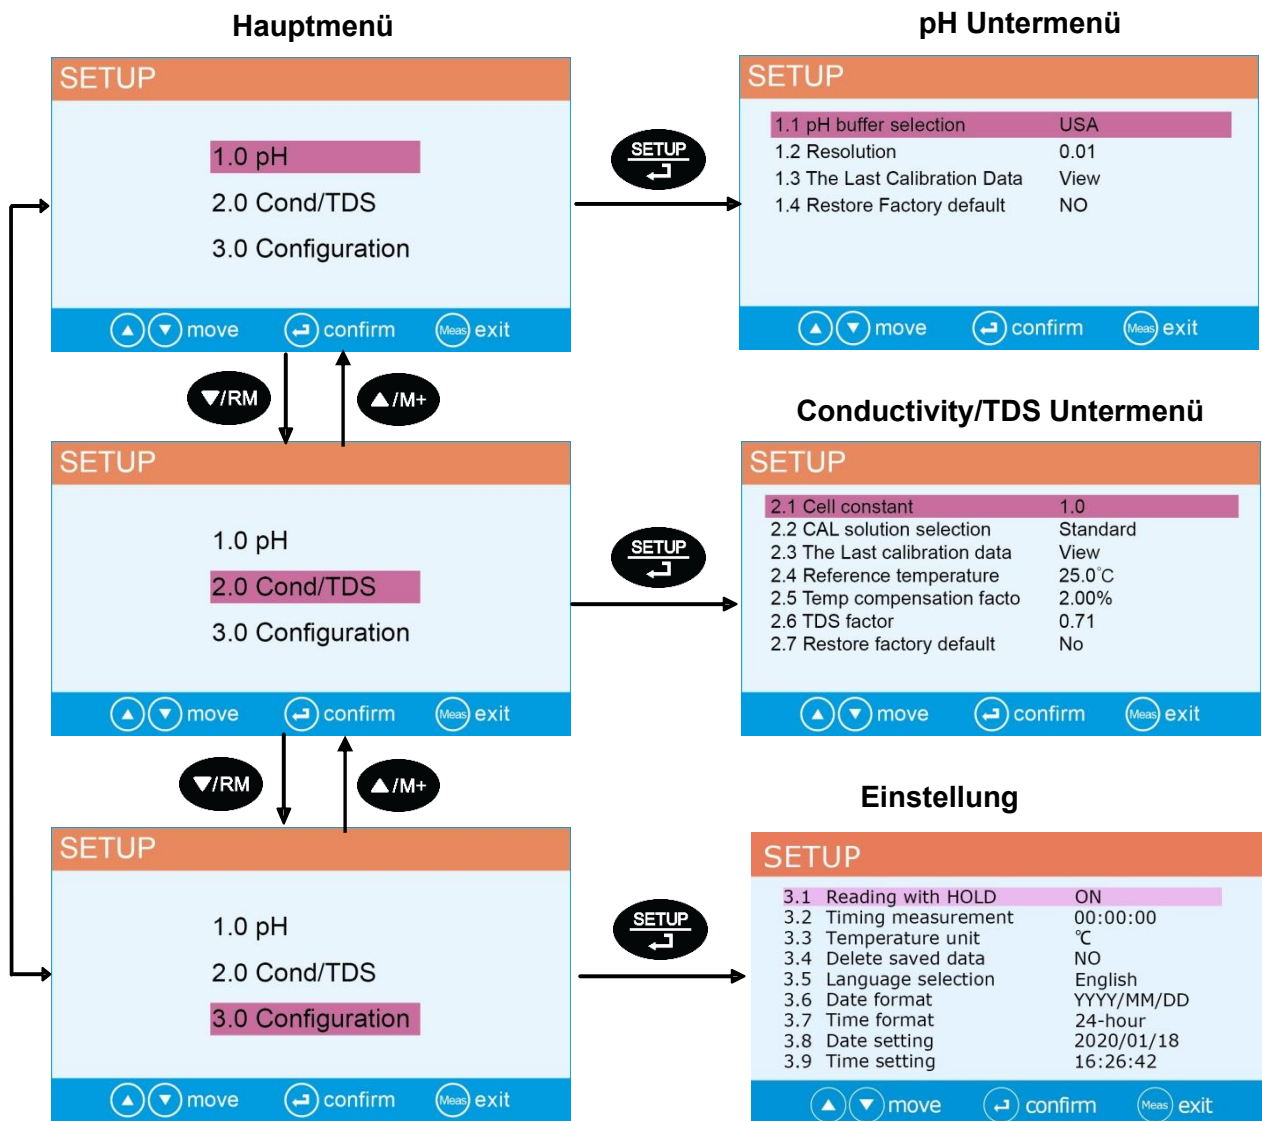 Hauptmenü
SETUP
1.0 pH
2.0 Cond/TDS
3.0 Configuration
move confirm Meas exit
SETUP
pH Untermenü
SETUP
1.1 pH buffer selection USA
1.2 Resolution 0.01
1.3 The Last Calibration Data View
1.4 Restore Factory default NO
move confirm Meas exit
▼/RM ▲/M+
SETUP
1.0 pH
2.0 Cond/TDS
3.0 Configuration
move confirm Meas exit
SETUP
Conductivity/TDS Untermenü
SETUP
2.1 Cell constant 1.0
2.2 CAL solution selection Standard
2.3 The Last calibration data View
2.4 Reference temperature 25.0°C
2.5 Temp compensation facto 2.00%
2.6 TDS factor 0.71
2.7 Restore factory default No
move confirm Meas exit
▼/RM ▲/M+
SETUP
1.0 pH
2.0 Cond/TDS
3.0 Configuration
move confirm Meas exit
SETUP
Einstellung
SETUP
3.1 Reading with HOLD ON
3.2 Timing measurement 00:00:00
3.3 Temperature unit ℃
3.4 Delete saved data NO
3.5 Language selection English
3.6 Date format YYYY/MM/DD
3.7 Time format 24-hour
3.8 Date setting 2020/01/18
3.9 Time setting 16:26:42
move confirm Meas exit